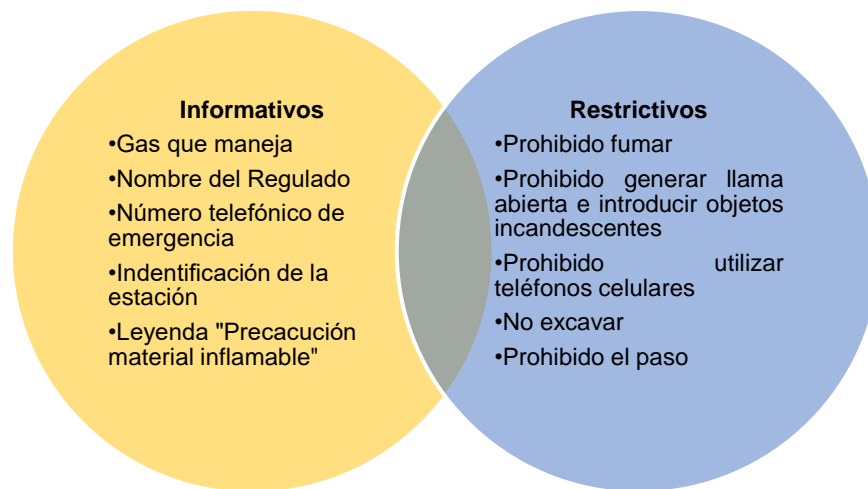 Informativos
•Gas que maneja
•Nombre del Regulado
•Número telefónico de
emergencia
•Indentificación de la
estación
•Leyenda "Precacución
material inflamable"
Restrictivos
•Prohibido fumar
•Prohibido generar llama
abierta e introducir objetos
incandescentes
•Prohibido utilizar
teléfonos celulares
•No excavar
•Prohibido el paso